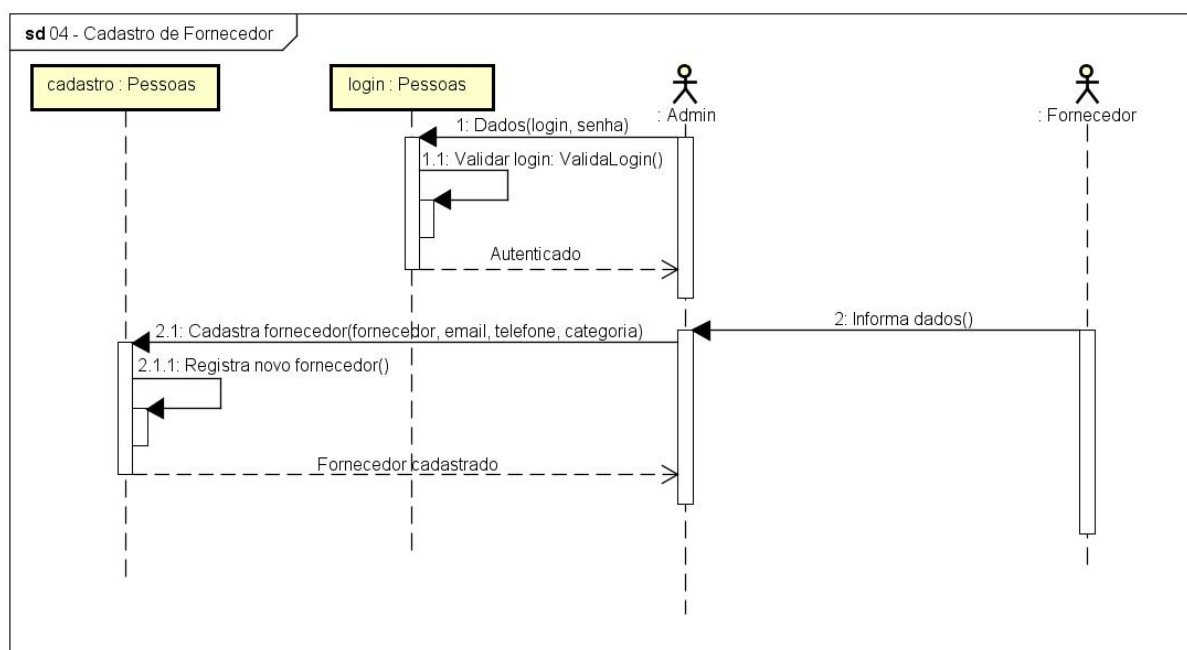 sd 04 - Cadastro de Fornecedor
cadastro : Pessoas
login : Pessoas
: Admin
: Fornecedor
1: Dados(login, senha)
1.1: Validar login: ValidaLogin()
Autenticado
2: Informa dados()
2.1: Cadastra fornecedor(fornecedor, email, telefone, categoria)
2.1.1: Registra novo fornecedor()
Fornecedor cadastrado